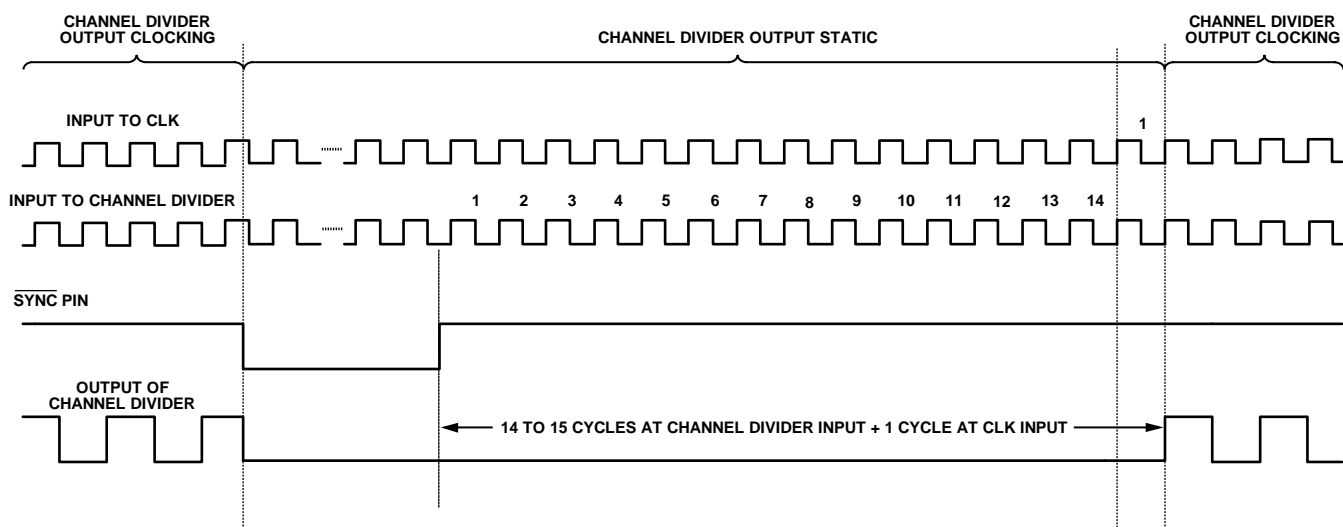 CHANNEL DIVIDER
OUTPUT CLOCKING
CHANNEL DIVIDER OUTPUT STATIC
CHANNEL DIVIDER
OUTPUT CLOCKING
INPUT TO CLK
1
INPUT TO CHANNEL DIVIDER
1 2 3 4 5 6 7 8 9 10 11 12 13 14
SYNC PIN
OUTPUT OF
CHANNEL DIVIDER
14 TO 15 CYCLES AT CHANNEL DIVIDER INPUT + 1 CYCLE AT CLK INPUT